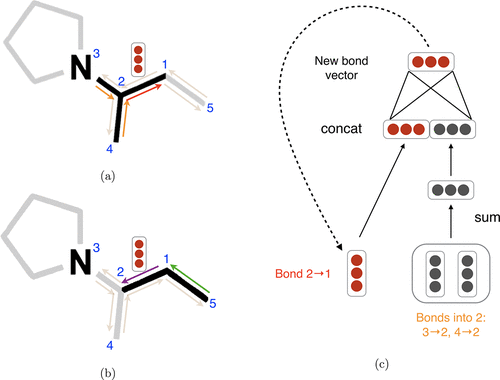 N
3
2
1
5
4
(a)
N
3
2
1
5
4
(b)
New bond
vector
concat
sum
Bond 2→1
Bonds into 2:
3→2, 4→2
(c)